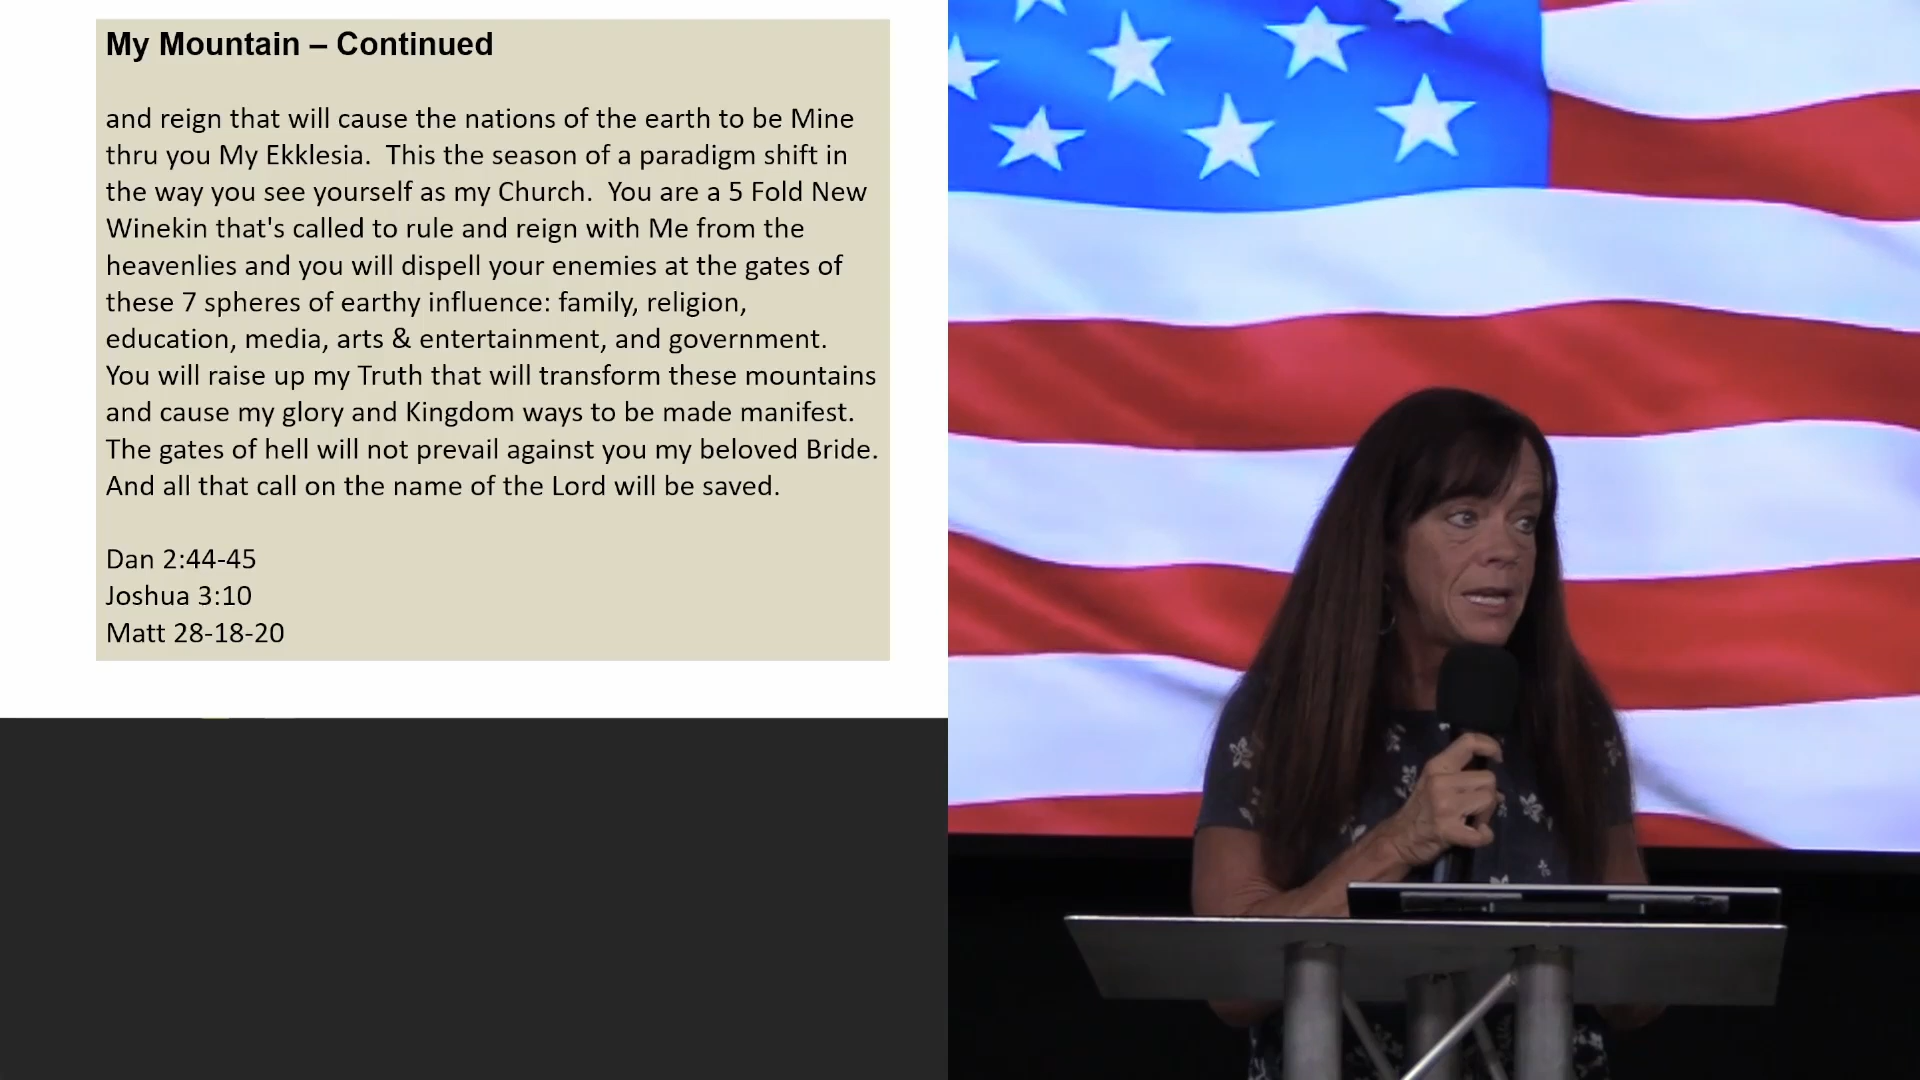 My Mountain – Continued
and reign that will cause the nations of the earth to be Mine
thru you My Ekklesia.  This the season of a paradigm shift in
the way you see yourself as my Church.  You are a 5 Fold New
Winekin that's called to rule and reign with Me from the
heavenlies and you will dispell your enemies at the gates of
these 7 spheres of earthy influence: family, religion,
education, media, arts & entertainment, and government.
You will raise up my Truth that will transform these mountains
and cause my glory and Kingdom ways to be made manifest.
The gates of hell will not prevail against you my beloved Bride.
And all that call on the name of the Lord will be saved.
Dan 2:44-45
Joshua 3:10
Matt 28-18-20